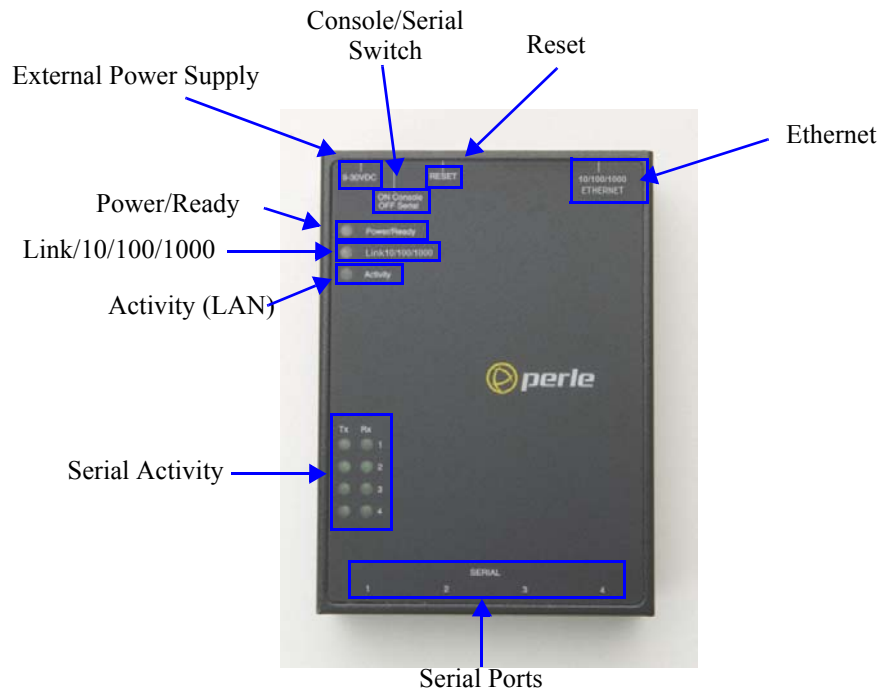 Console/Serial
Switch
Reset
External Power Supply
Ethernet
9-30VDC
RESET
10/100/1000
ETHERNET
ON Console
OFF Serial
Power/Ready
Power/Ready
Link/10/100/1000
Link10/100/1000
Activity (LAN)
Activity
perle
Tx Rx
1
2
3
4
Serial Activity
SERIAL
1 2 3 4
Serial Ports